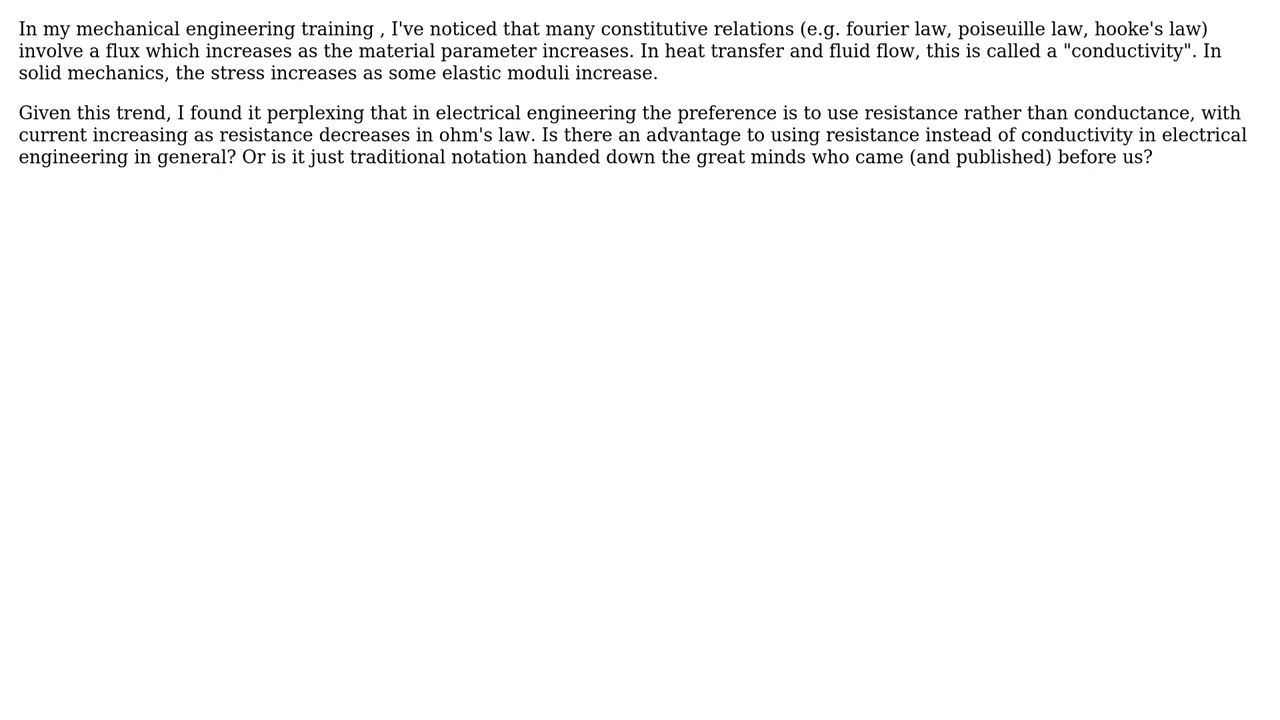 In my mechanical engineering training , I've noticed that many constitutive relations (e.g. fourier law, poiseuille law, hooke's law)
involve a flux which increases as the material parameter increases. In heat transfer and fluid flow, this is called a "conductivity". In
solid mechanics, the stress increases as some elastic moduli increase.
Given this trend, I found it perplexing that in electrical engineering the preference is to use resistance rather than conductance, with
current increasing as resistance decreases in ohm's law. Is there an advantage to using resistance instead of conductivity in electrical
engineering in general? Or is it just traditional notation handed down the great minds who came (and published) before us?